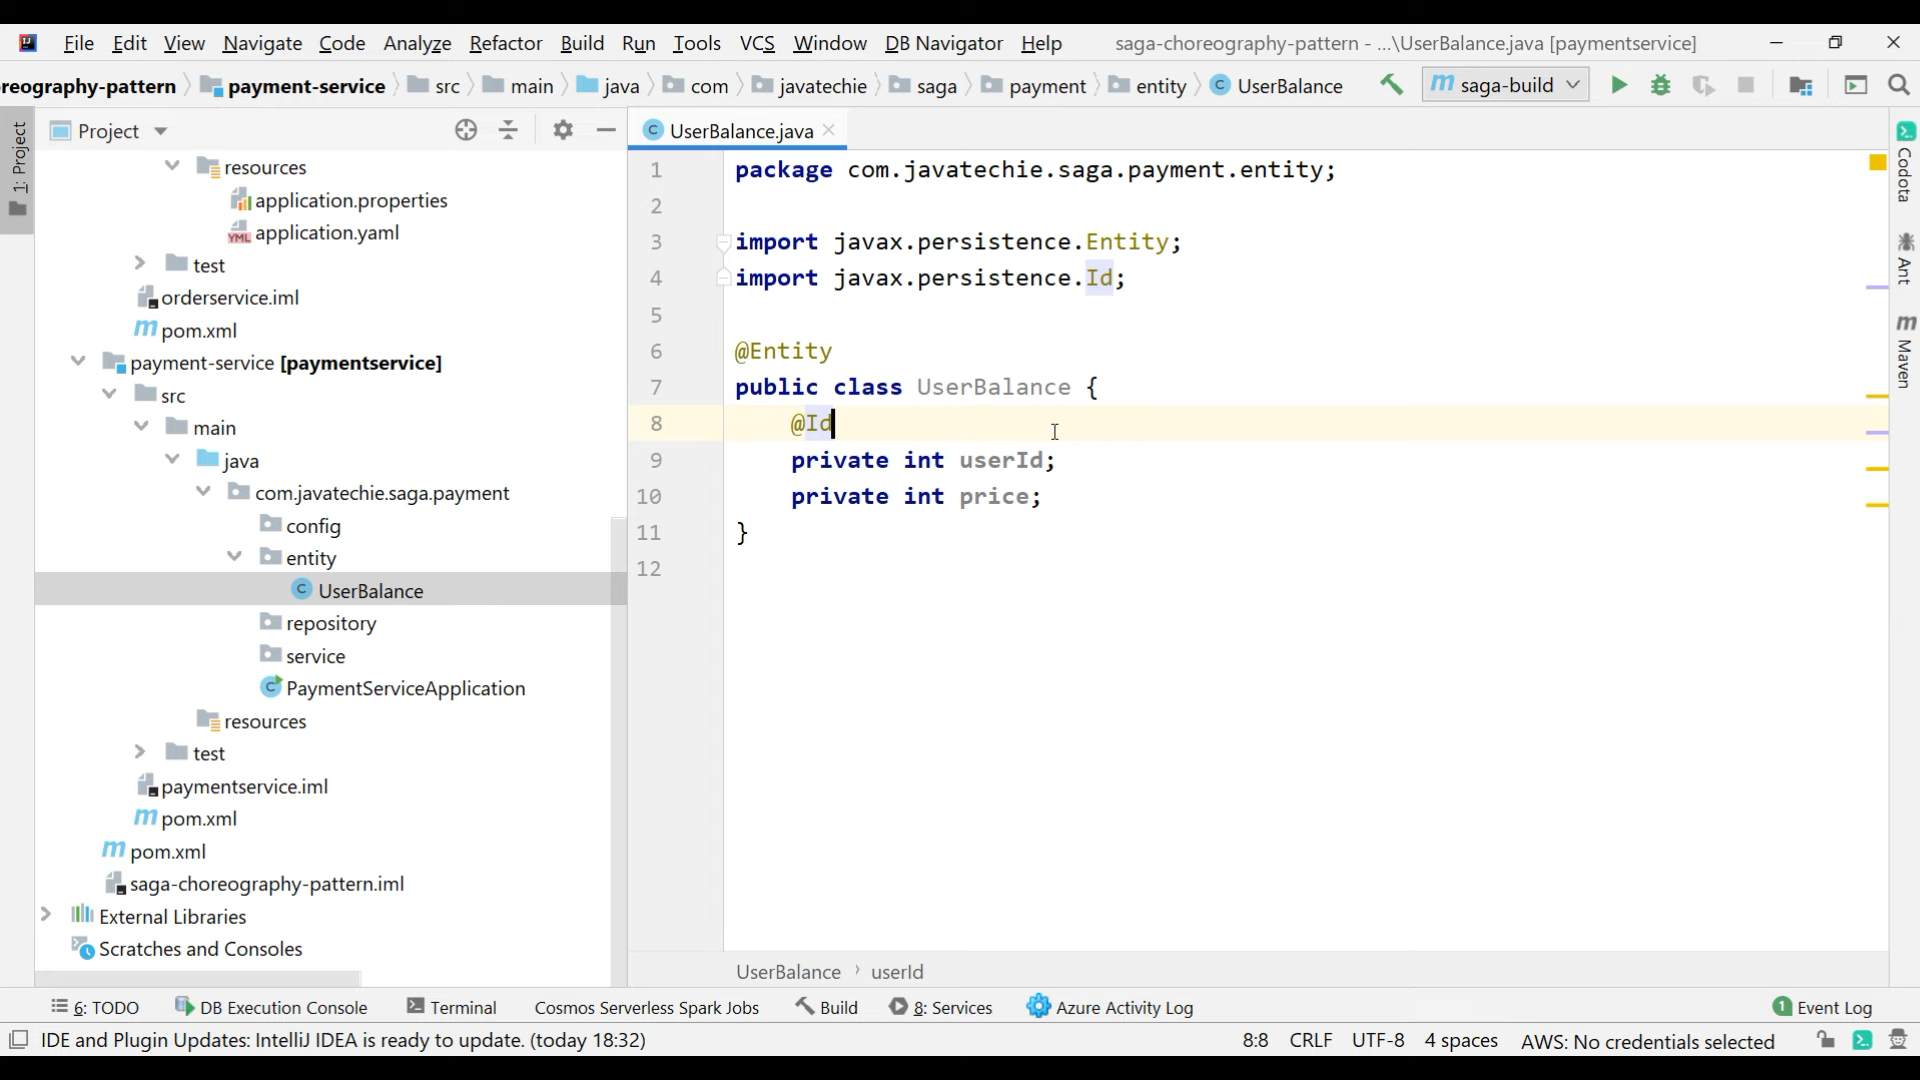 File Edit View Navigate Code Analyze Refactor Build Run Tools VCS Window DB Navigator Help saga-choreography-pattern - ...\UserBalance.java [paymentservice]
reography-pattern payment-service src main java com javatechie saga payment entity UserBalance saga-build
1: Project
Project
resources
application.properties
application.yaml
test
orderservice.iml
pom.xml
payment-service [paymentservice]
src
main
java
com.javatechie.saga.payment
config
entity
UserBalance
repository
service
PaymentServiceApplication
resources
test
paymentservice.iml
pom.xml
pom.xml
saga-choreography-pattern.iml
External Libraries
Scratches and Consoles
UserBalance.java
1 package com.javatechie.saga.payment.entity;
2
3 import javax.persistence.Entity;
4 import javax.persistence.Id;
5
6 @Entity
7 public class UserBalance {
8 @Id
9 private int userId;
10 private int price;
11 }
12
UserBalance › userId
Codota
Ant
Maven
6: TODO DB Execution Console Terminal Cosmos Serverless Spark Jobs Build 8: Services Azure Activity Log 1 Event Log
IDE and Plugin Updates: IntelliJ IDEA is ready to update. (today 18:32) 8:8 CRLF UTF-8 4 spaces AWS: No credentials selected